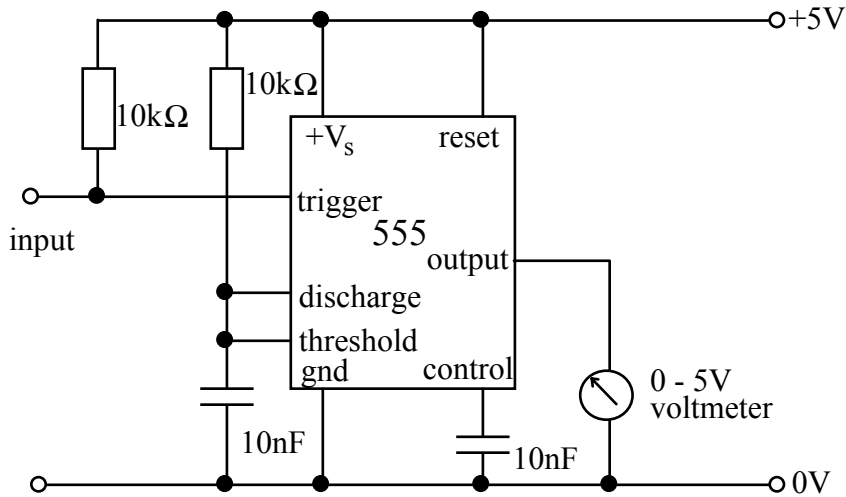 +5V
10kΩ
10kΩ
+Vs
reset
input
trigger
555
output
discharge
threshold
gnd
control
0 - 5V
voltmeter
10nF
10nF
0V